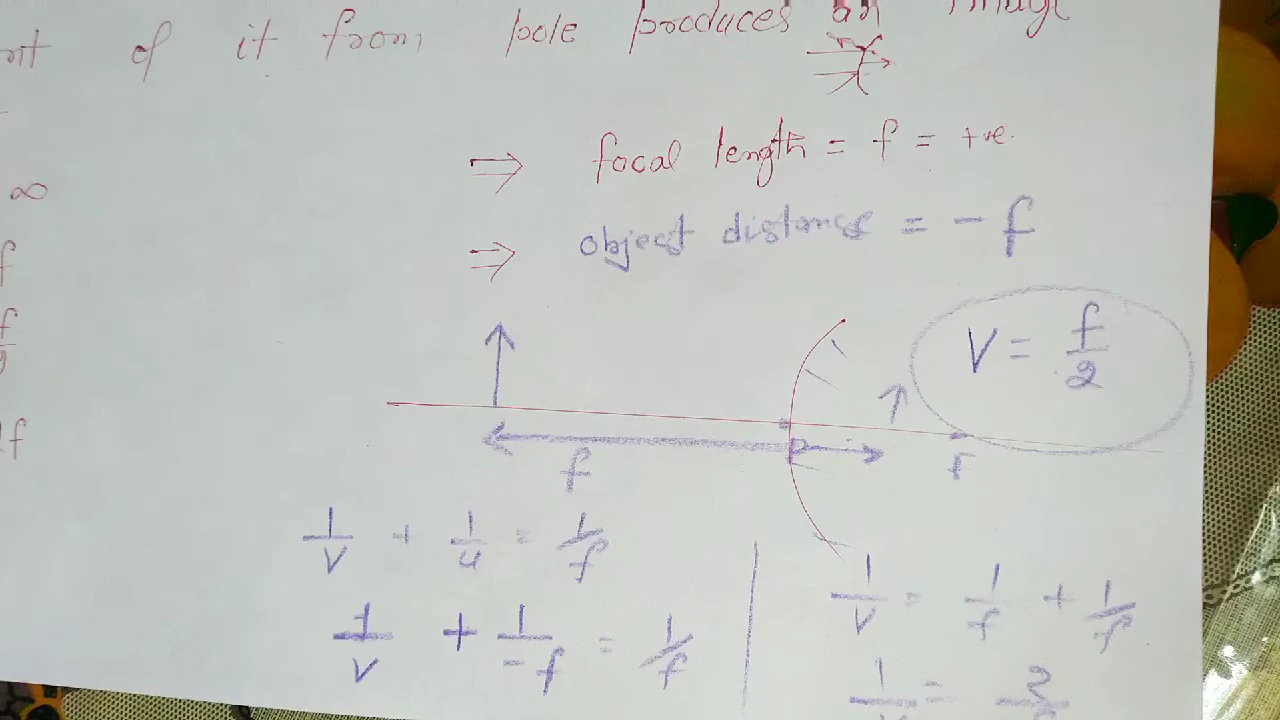 of it from pole produces an image
⇒ focal length = f = +ve.
∞
⇒ object distance = - f
f
V = f/2
f
F
1/v + 1/u = 1/f
1/v = 1/f + 1/f
1/v + 1/-f = 1/f